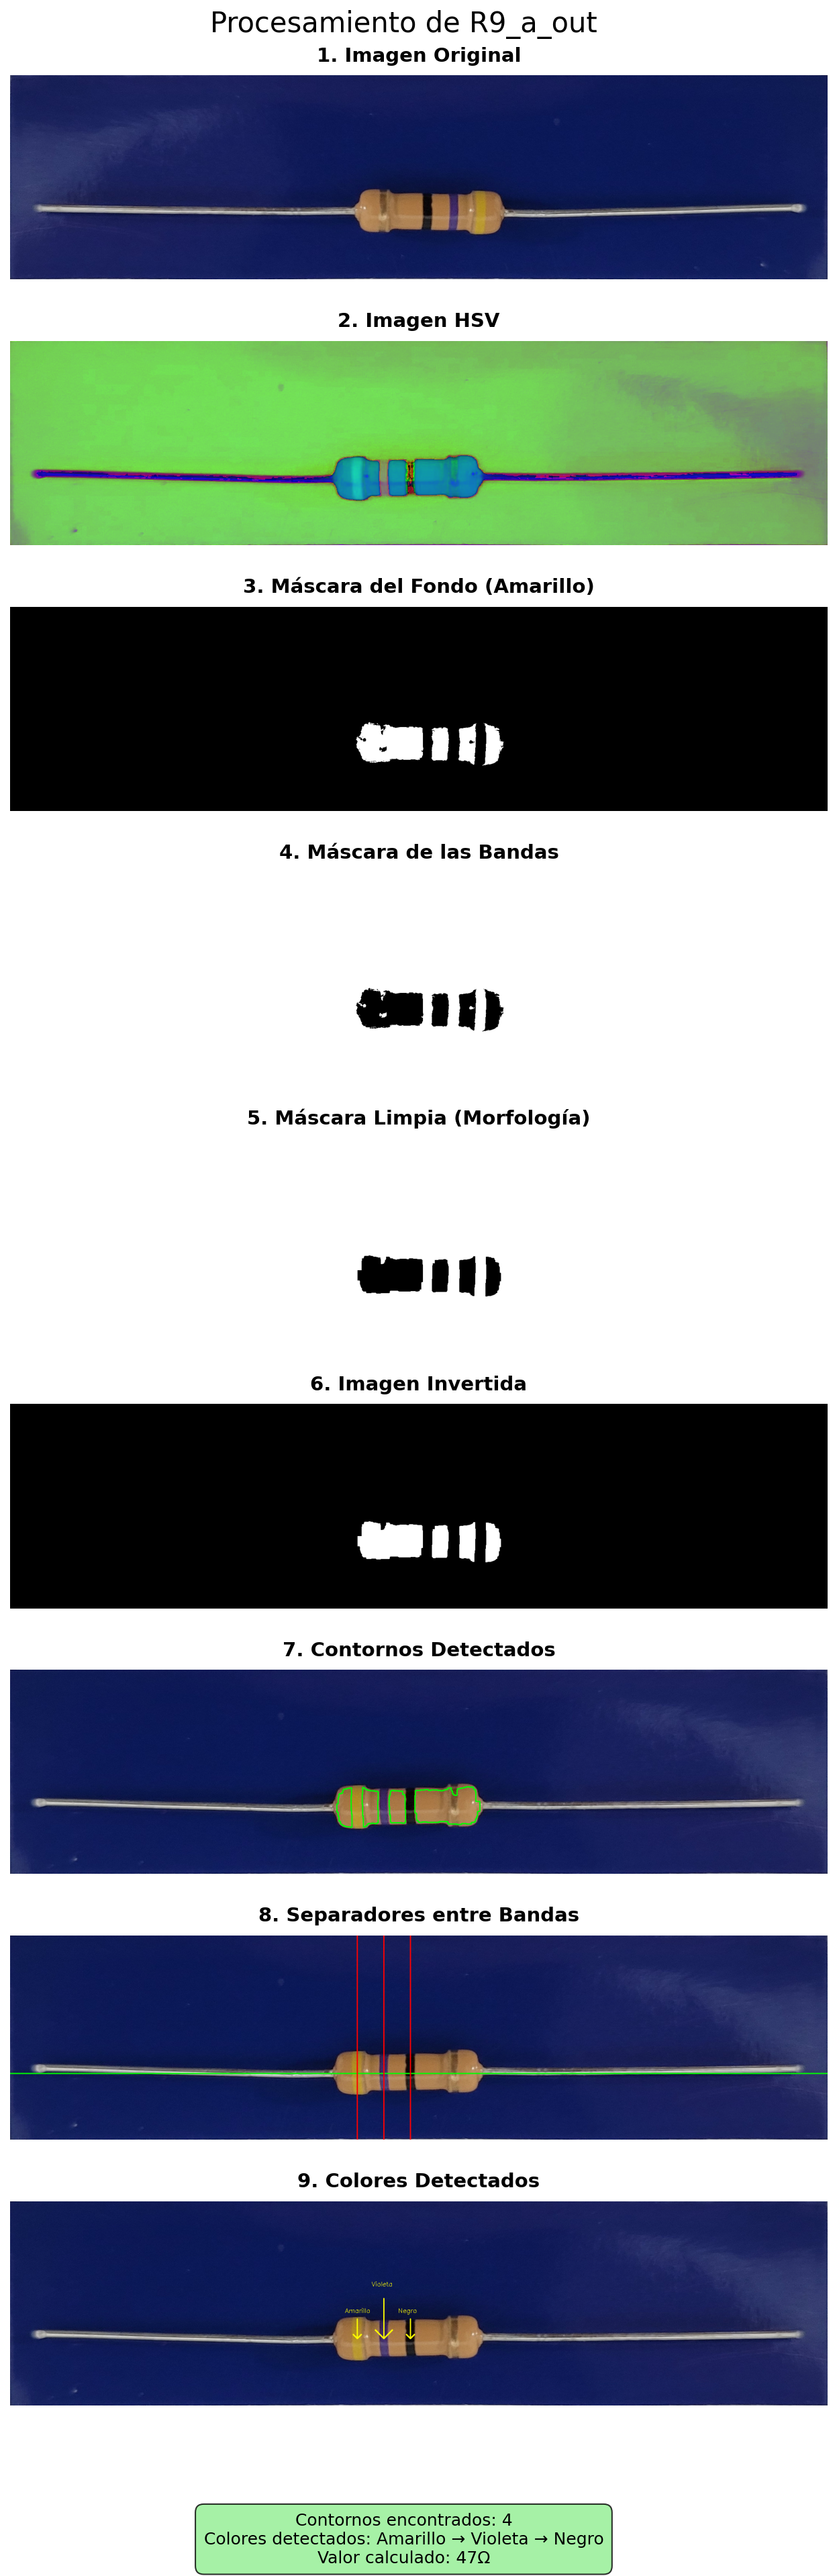 Procesamiento de R9_a_out
1. Imagen Original
2. Imagen HSV
3. Máscara del Fondo (Amarillo)
4. Máscara de las Bandas
5. Máscara Limpia (Morfología)
6. Imagen Invertida
7. Contornos Detectados
8. Separadores entre Bandas
9. Colores Detectados
Violeta
Amarillo Negro
Contornos encontrados: 4
Colores detectados: Amarillo → Violeta → Negro
Valor calculado: 47Ω